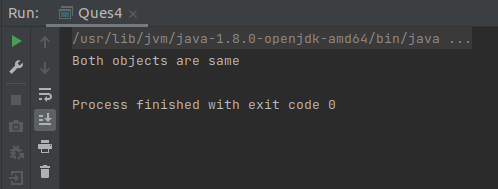 Run: Ques4
/usr/lib/jvm/java-1.8.0-openjdk-amd64/bin/java ...
Both objects are same
Process finished with exit code 0